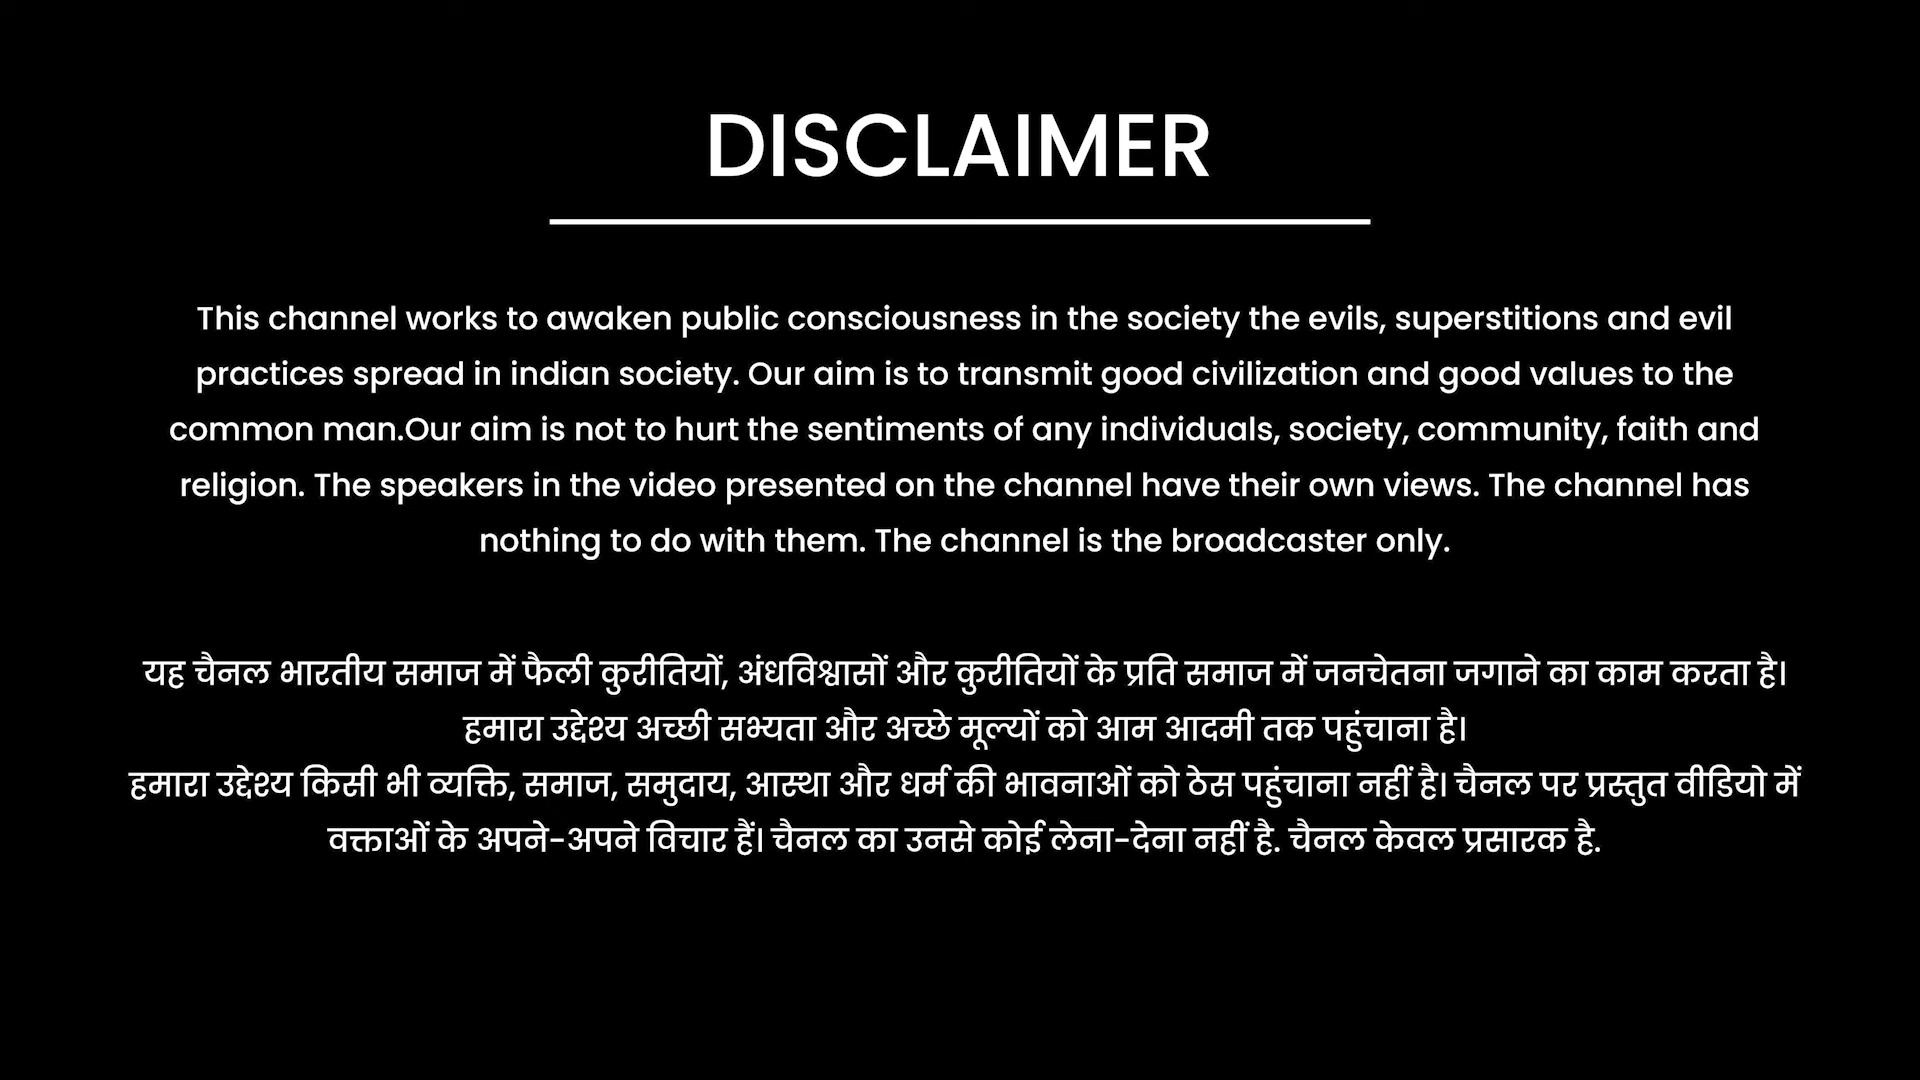 DISCLAIMER
This channel works to awaken public consciousness in the society the evils, superstitions and evil
practices spread in indian society. Our aim is to transmit good civilization and good values to the
common man.Our aim is not to hurt the sentiments of any individuals, society, community, faith and
religion. The speakers in the video presented on the channel have their own views. The channel has
nothing to do with them. The channel is the broadcaster only.
यह चैनल भारतीय समाज में फैली कुरीतियों, अंधविश्वासों और कुरीतियों के प्रति समाज में जनचेतना जगाने का काम करता है।
हमारा उद्देश्य अच्छी सभ्यता और अच्छे मूल्यों को आम आदमी तक पहुंचाना है।
हमारा उद्देश्य किसी भी व्यक्ति, समाज, समुदाय, आस्था और धर्म की भावनाओं को ठेस पहुंचाना नहीं है। चैनल पर प्रस्तुत वीडियो में
वक्ताओं के अपने-अपने विचार हैं। चैनल का उनसे कोई लेना-देना नहीं है. चैनल केवल प्रसारक है.